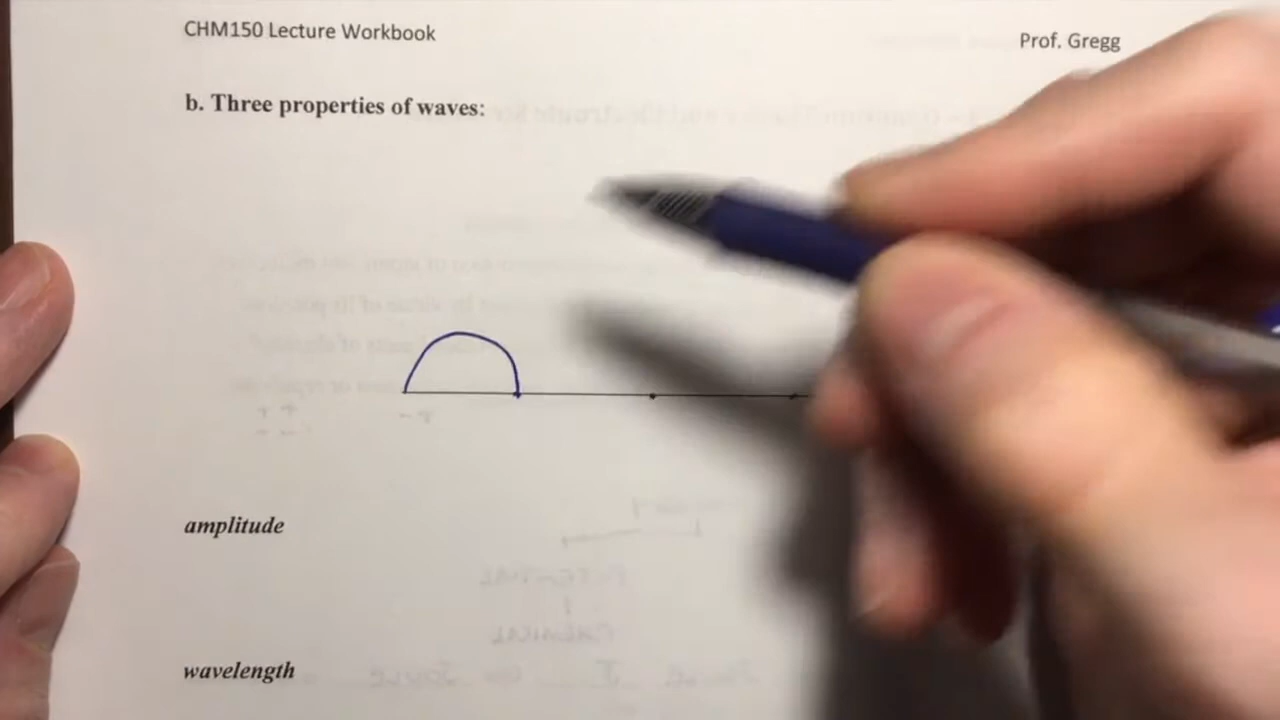 CHM150 Lecture Workbook
Prof. Gregg
b. Three properties of waves:
amplitude
wavelength